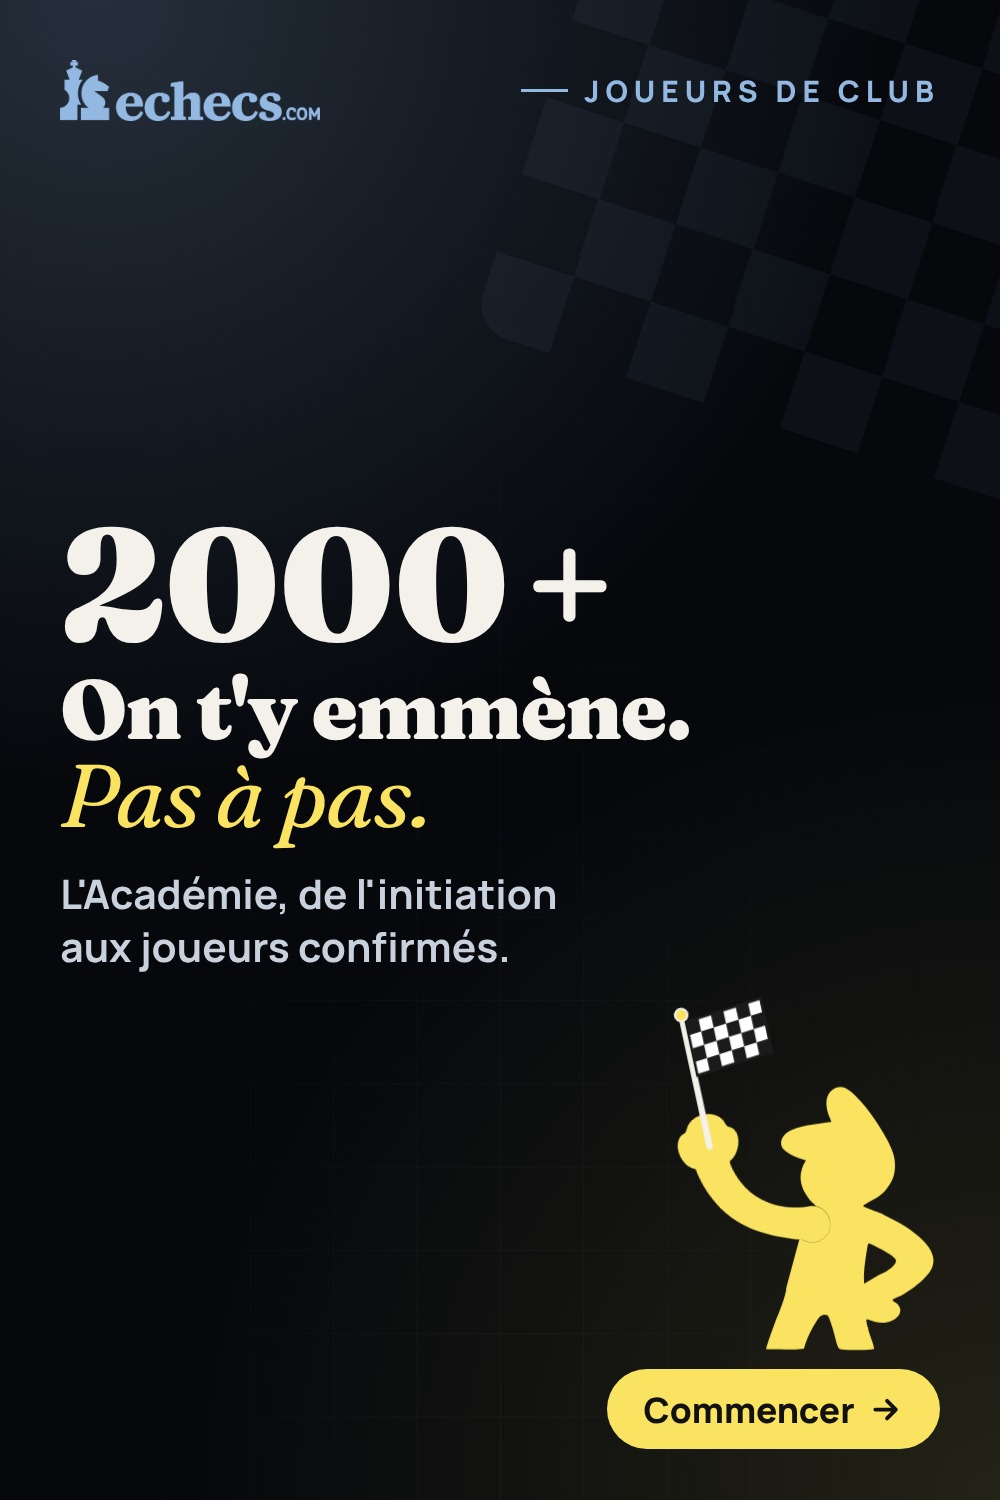 echecs.COM
JOUEURS DE CLUB
2000 +
On t'y emmène.
Pas à pas.
L'Académie, de l'initiation
aux joueurs confirmés.
Commencer →